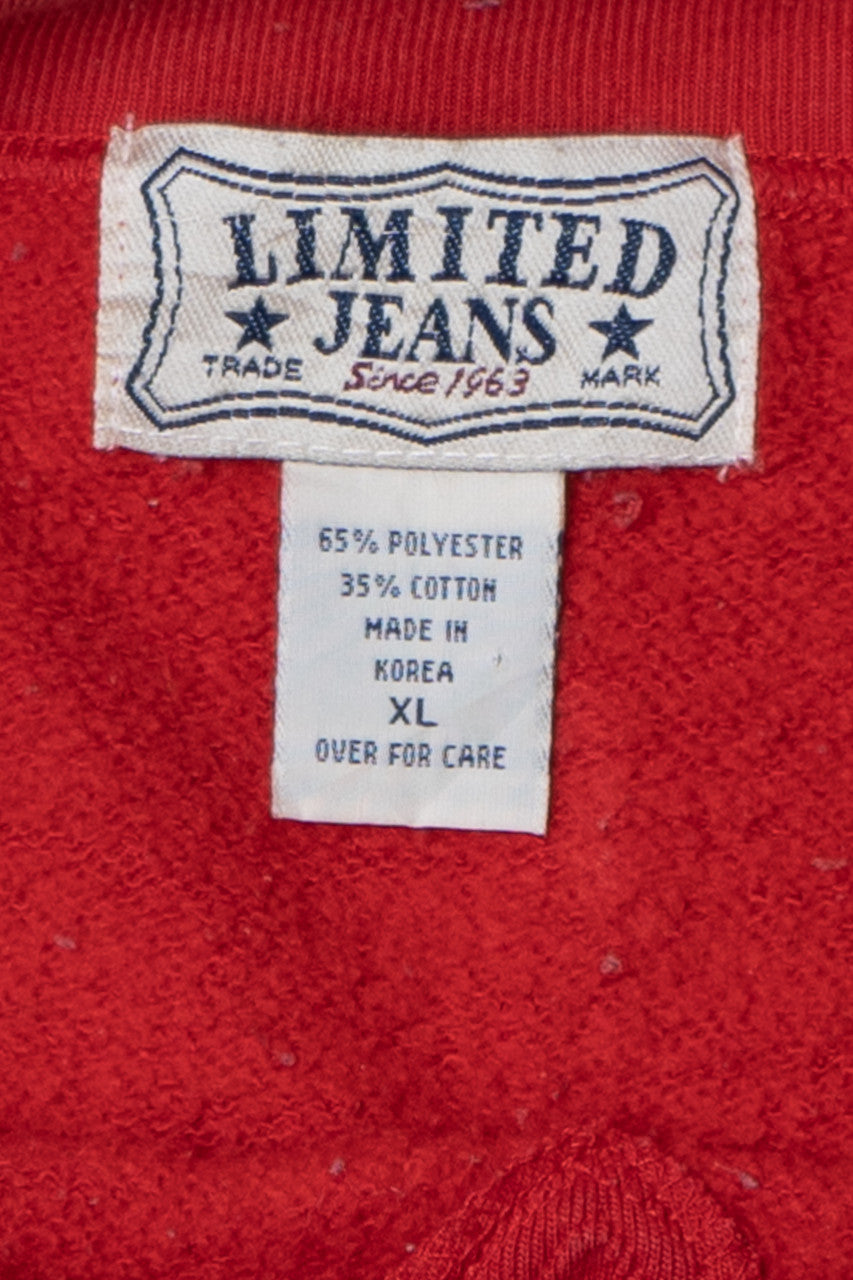 LIMITED
JEANS
TRADE Since 1963 MARK
65% POLYESTER
35% COTTON
MADE IN
KOREA
XL
OVER FOR CARE